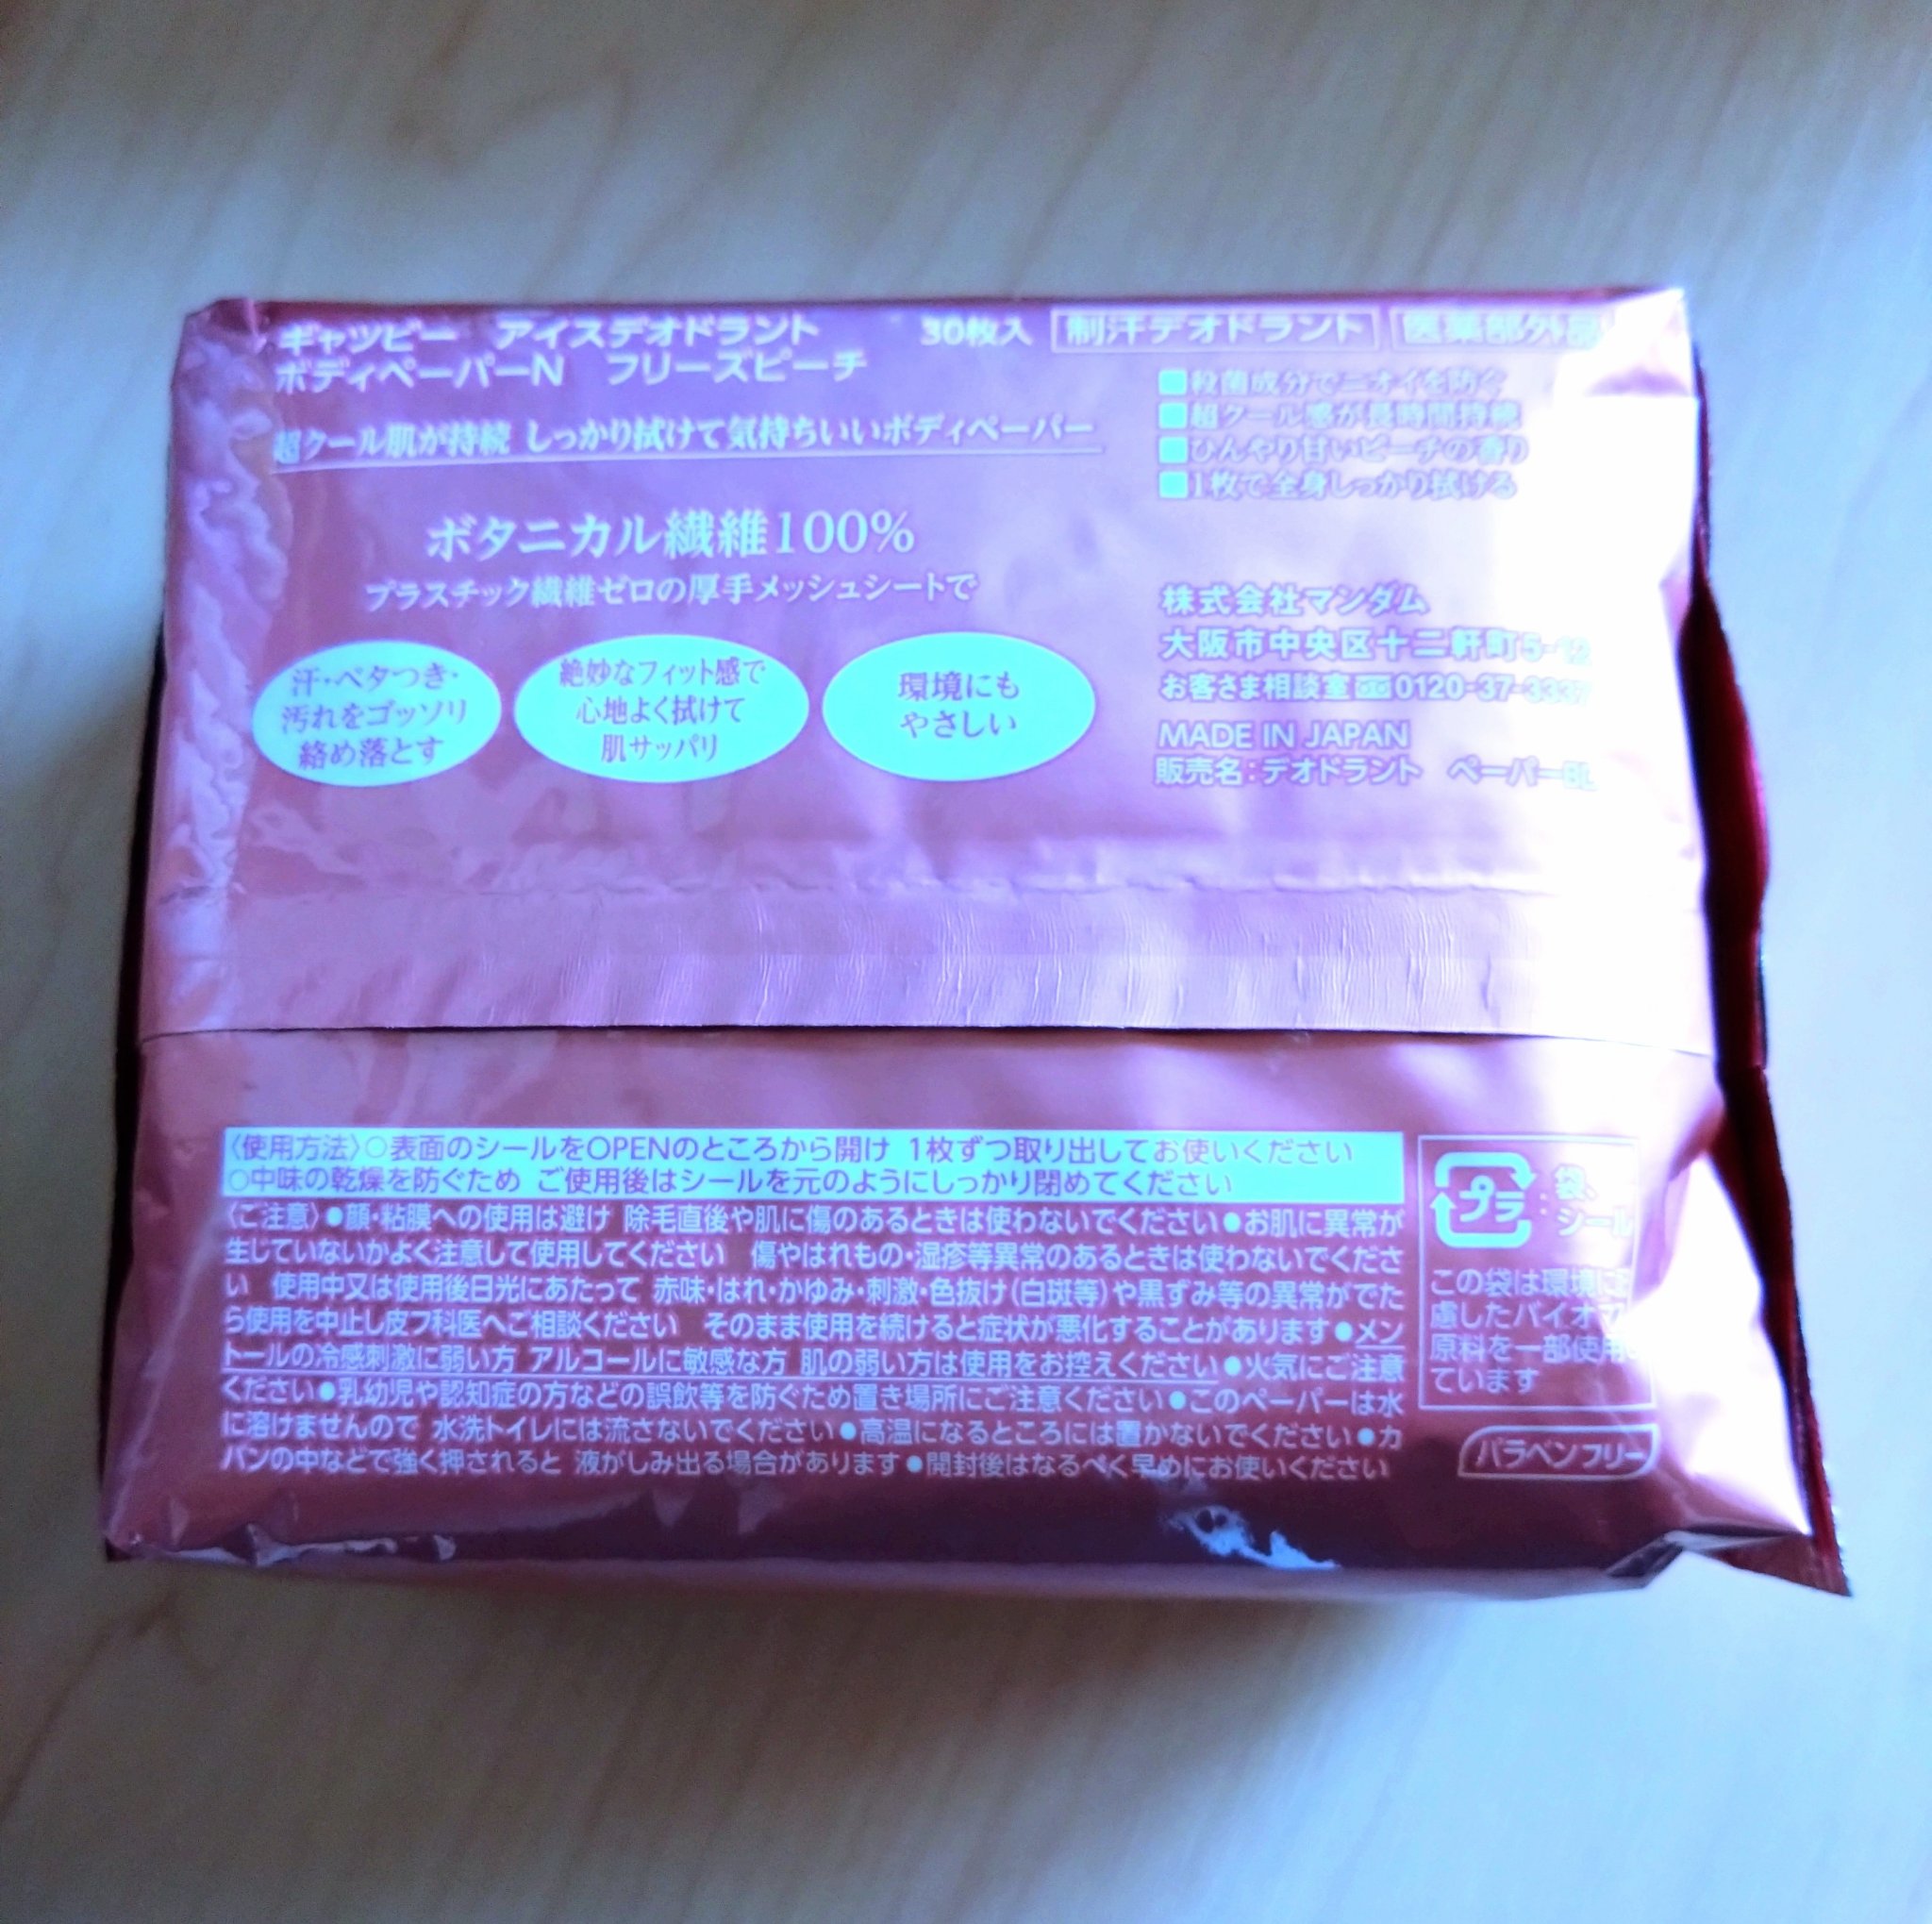 ギャツビー アイスデオドラント
ボディペーパーN フリーズピーチ
30枚入 制汗デオドラント 医薬部外品
超クール肌が持続 しっかり拭けて気持ちいいボディペーパー
■殺菌成分でニオイを防ぐ
■超クール感が長時間持続
■ひんやり甘いピーチの香り
■1枚で全身しっかり拭ける
ボタニカル繊維100%
プラスチック繊維ゼロの厚手メッシュシートで
汗・ベタつき・
汚れをゴッソリ
絡め落とす
絶妙なフィット感で
心地よく拭けて
肌サッパリ
環境にも
やさしい
株式会社マンダム
大阪市中央区十二軒町5-12
お客さま相談室 0120-37-3337
MADE IN JAPAN
販売名:デオドラント ペーパーBL
〈使用方法〉○表面のシールをOPENのところから開け 1枚ずつ取り出してお使いください
○中味の乾燥を防ぐため ご使用後はシールを元のようにしっかり閉めてください
〈ご注意〉●顔・粘膜への使用は避け 除毛直後や肌に傷のあるときは使わないでください●お肌に異常が
生じていないかよく注意して使用してください 傷やはれもの・湿疹等異常のあるときは使わないでくださ
い 使用中又は使用後日光にあたって 赤味・はれ・かゆみ・刺激・色抜け(白斑等)や黒ずみ等の異常がでた
ら使用を中止し皮フ科医へご相談ください そのまま使用を続けると症状が悪化することがあります●メン
トールの冷感刺激に弱い方 アルコールに敏感な方 肌の弱い方は使用をお控えください●火気にご注意
ください●乳幼児や認知症の方などの誤飲等を防ぐため置き場所にご注意ください●このペーパーは水
に溶けませんので 水洗トイレには流さないでください●高温になるところには置かないでください●カ
バンの中などで強く押されると 液がしみ出る場合があります●開封後はなるべく早めにお使いください
プラ:袋、
シール
この袋は環境に
慮したバイオマ
原料を一部使用
ています
パラベンフリー